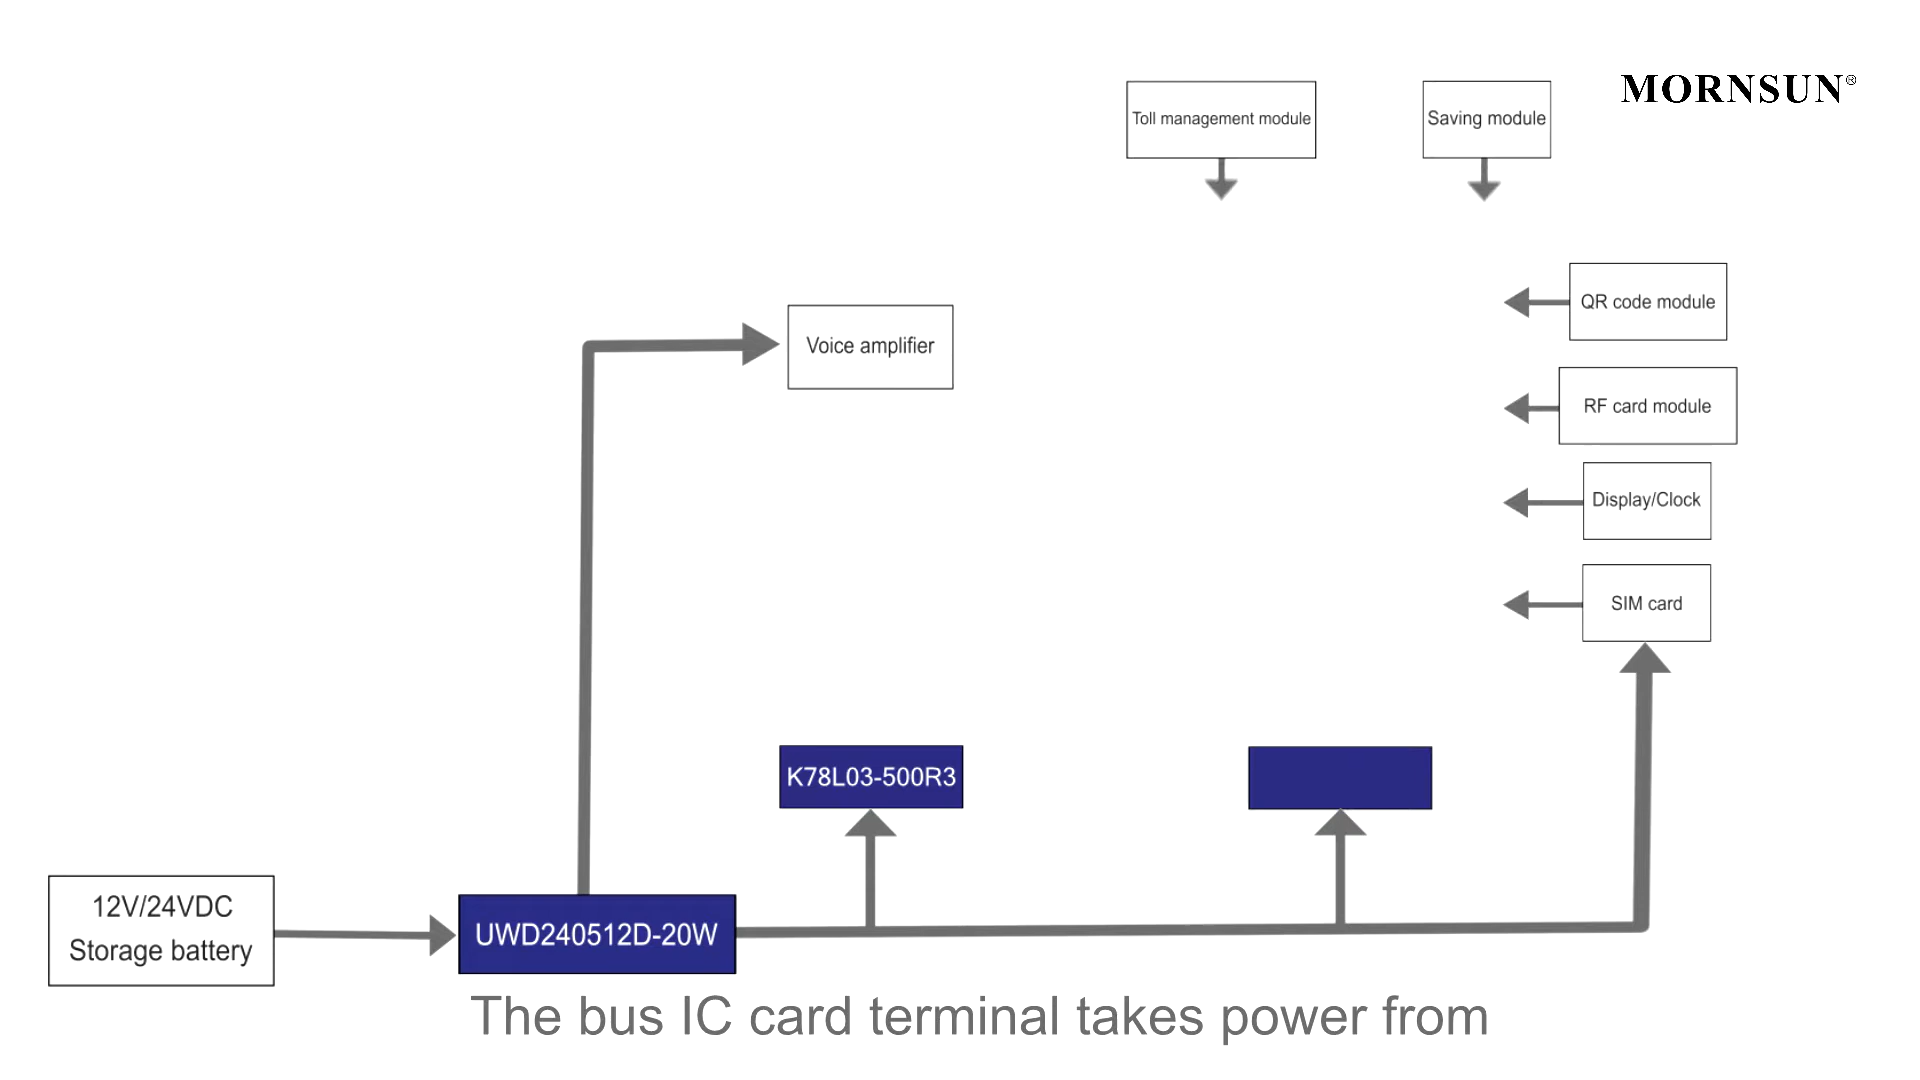 MORNSUN®
Toll management module
Saving module
QR code module
Voice amplifier
RF card module
Display/Clock
SIM card
K78L03-500R3
12V/24VDC
Storage battery
UWD240512D-20W
The bus IC card terminal takes power from